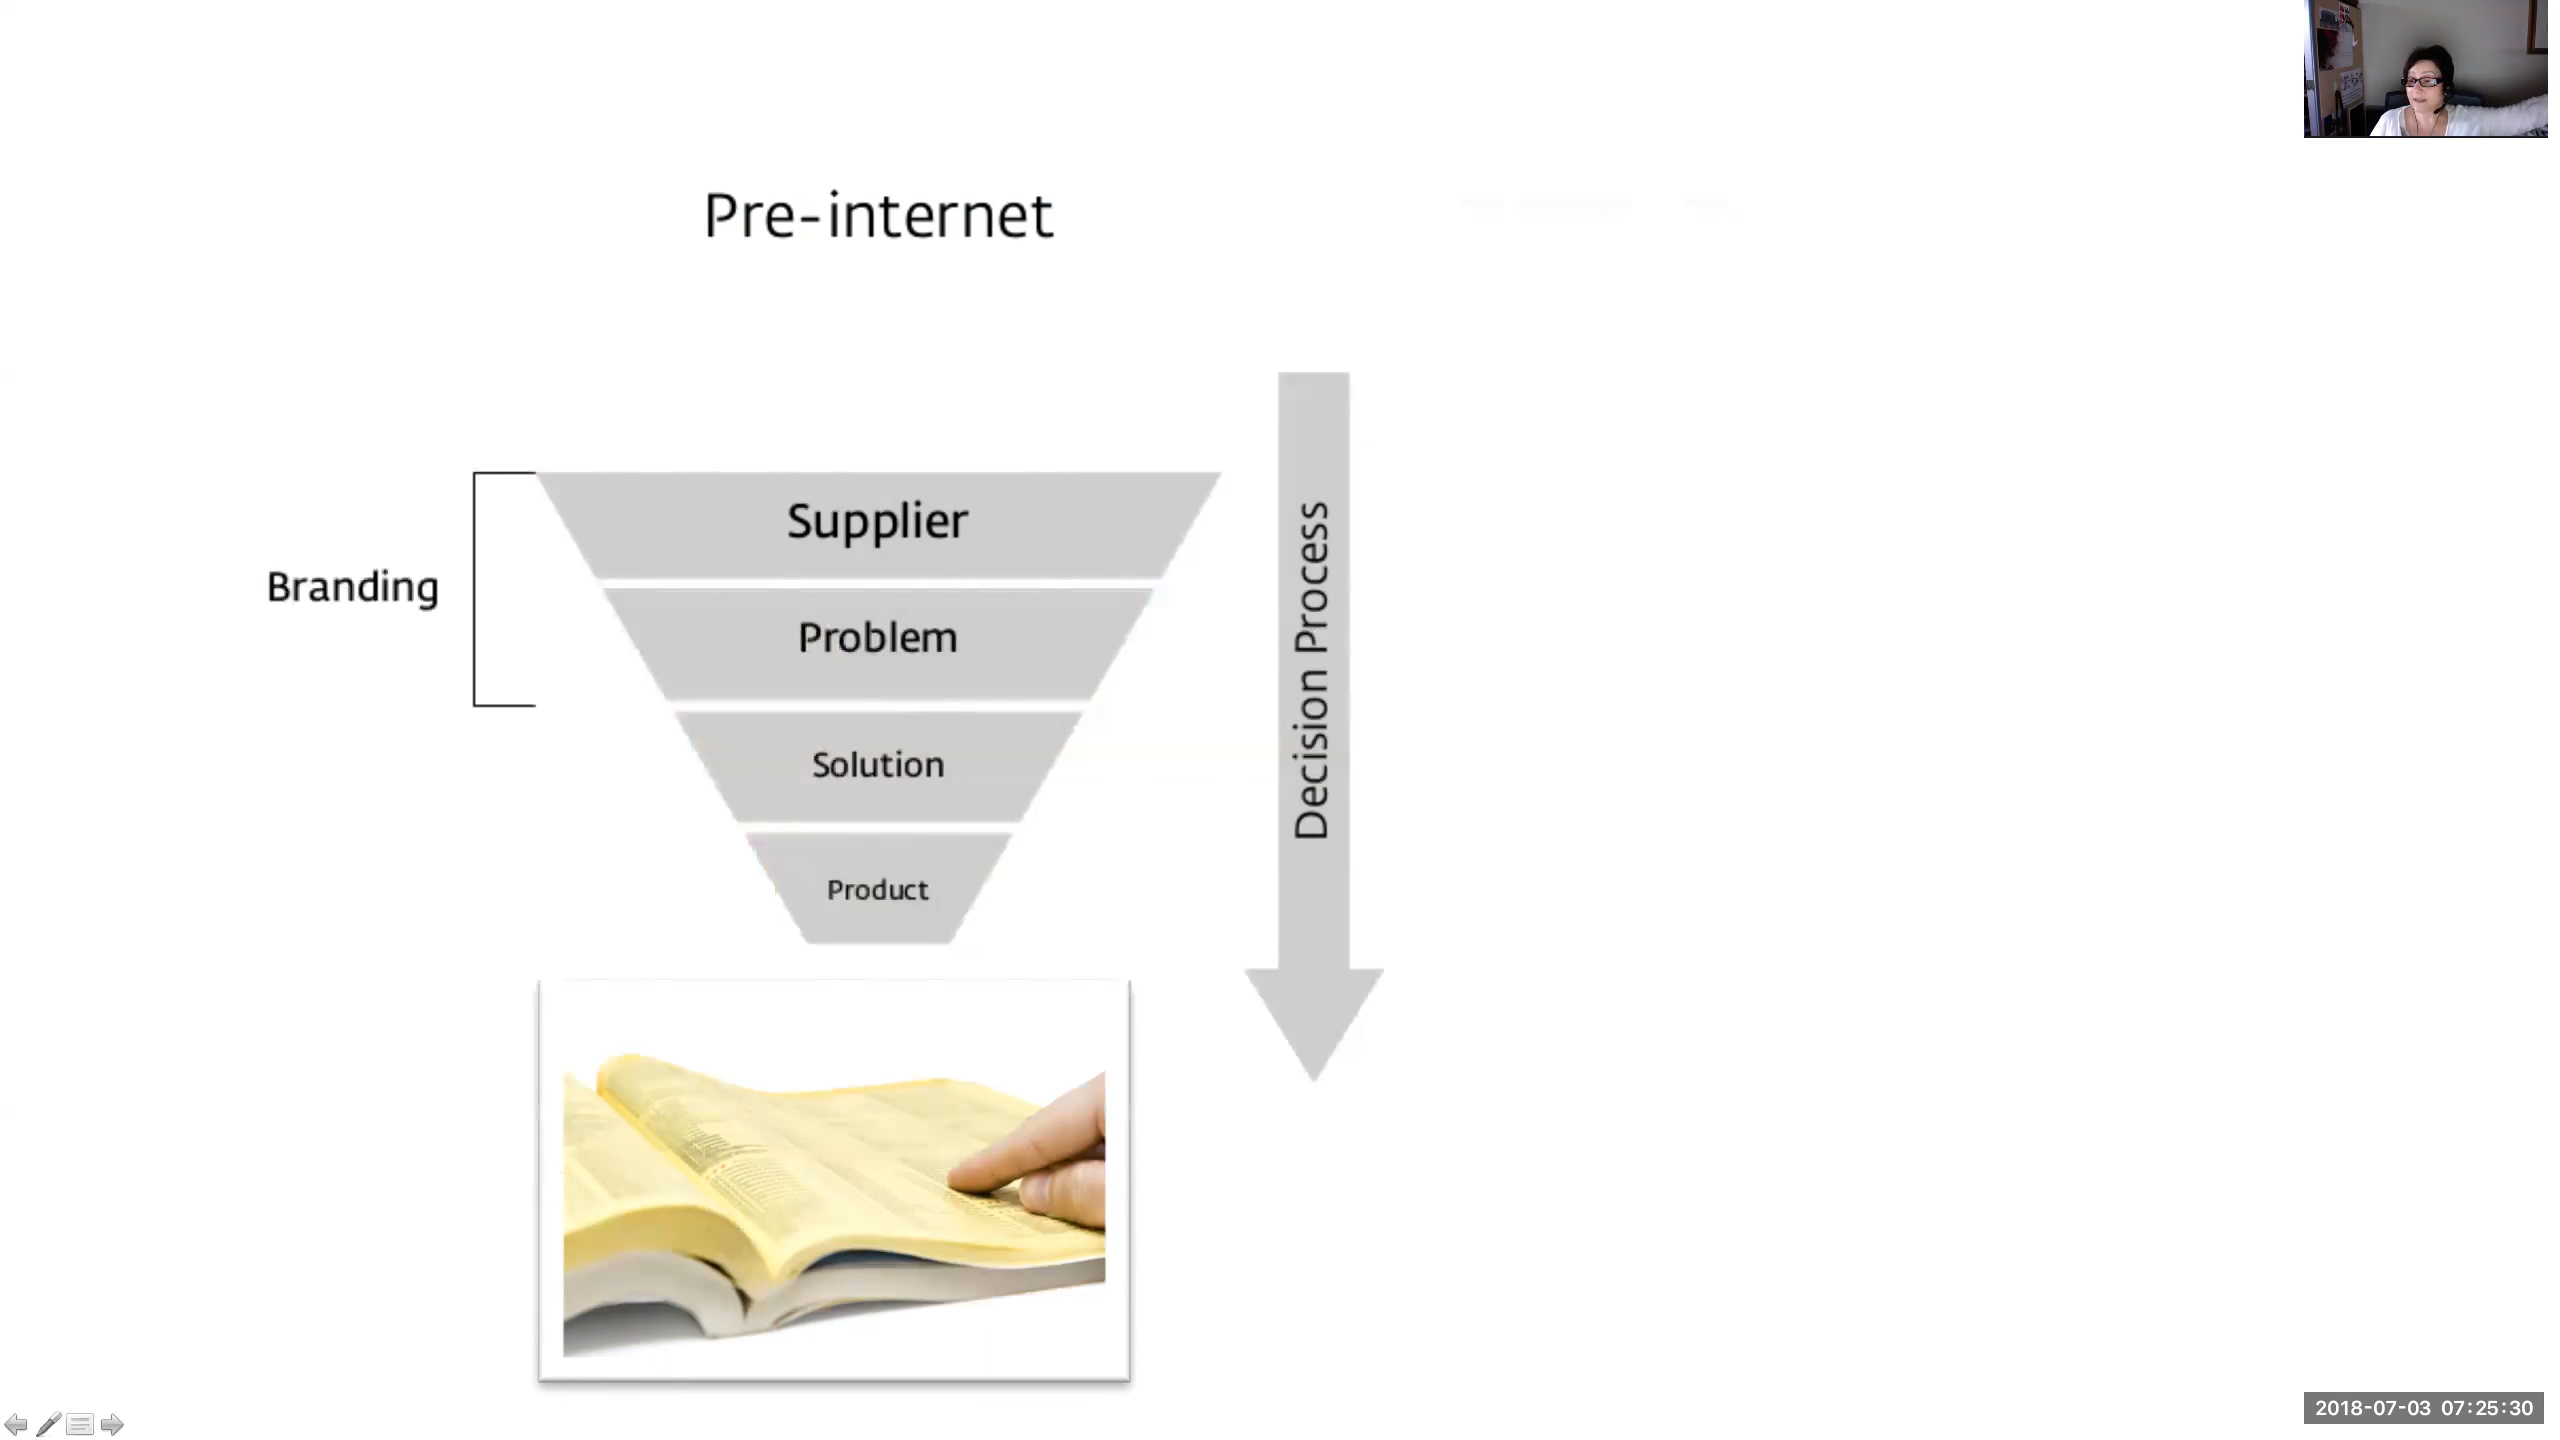 Pre-internet
Branding
Supplier
Problem
Solution
Product
Decision Process
2018-07-03 07:25:30